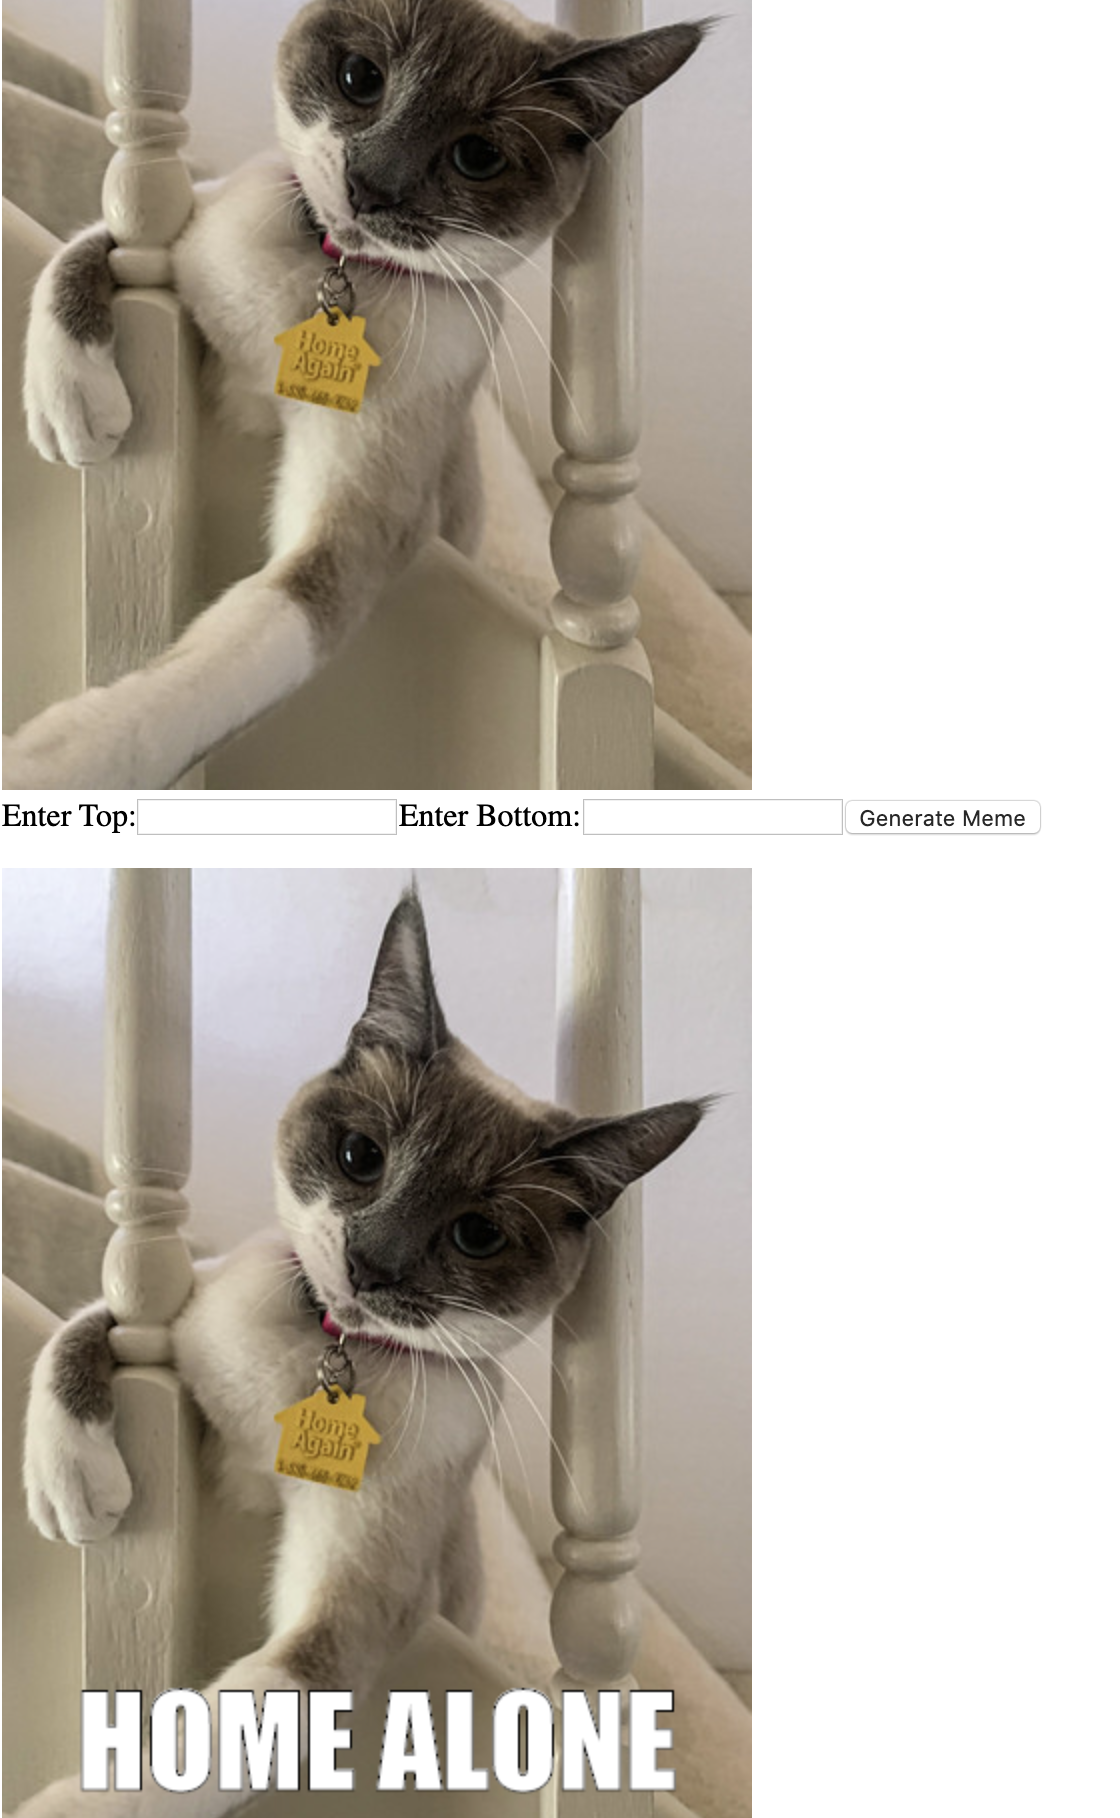 Home
Again
Enter Top:
Enter Bottom:
Generate Meme
Home
Again
HOME ALONE